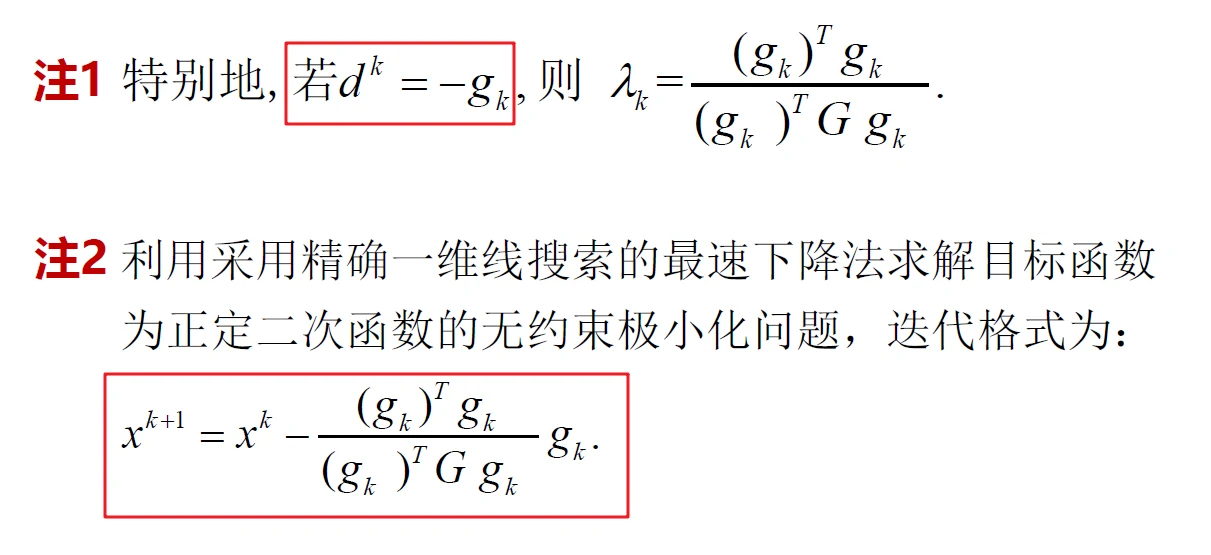 注1 特别地, 若 d^k = −g_k, 则 λ_k = \frac{(g_k)^T g_k}{(g_k)^T G g_k}.
注2 利用采用精确一维线搜索的最速下降法求解目标函数
为正定二次函数的无约束极小化问题，迭代格式为：
x^{k+1} = x^k − \frac{(g_k)^T g_k}{(g_k)^T G g_k} g_k.